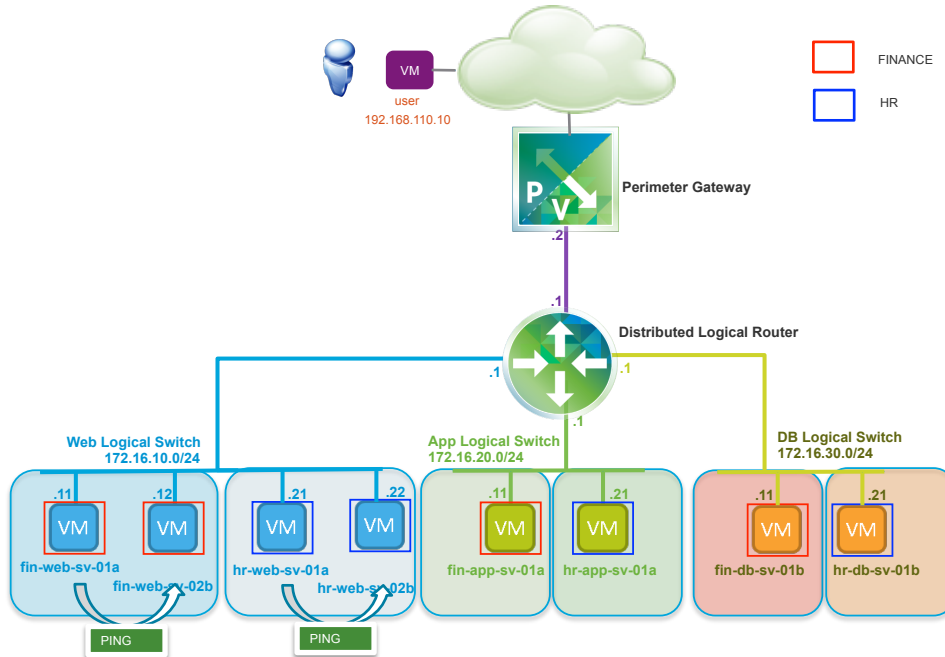 VM
user
192.168.110.10
FINANCE
HR
P
V
Perimeter Gateway
.2
.1
Distributed Logical Router
.1
.1
.1
Web Logical Switch
172.16.10.0/24
App Logical Switch
172.16.20.0/24
DB Logical Switch
172.16.30.0/24
.11
.12
.21
.22
.11
.21
.11
.21
VM
VM
VM
VM
VM
VM
VM
VM
fin-web-sv-01a
fin-web-sv-02b
hr-web-sv-01a
hr-web-sv-02b
fin-app-sv-01a
hr-app-sv-01a
fin-db-sv-01b
hr-db-sv-01b
PING
PING